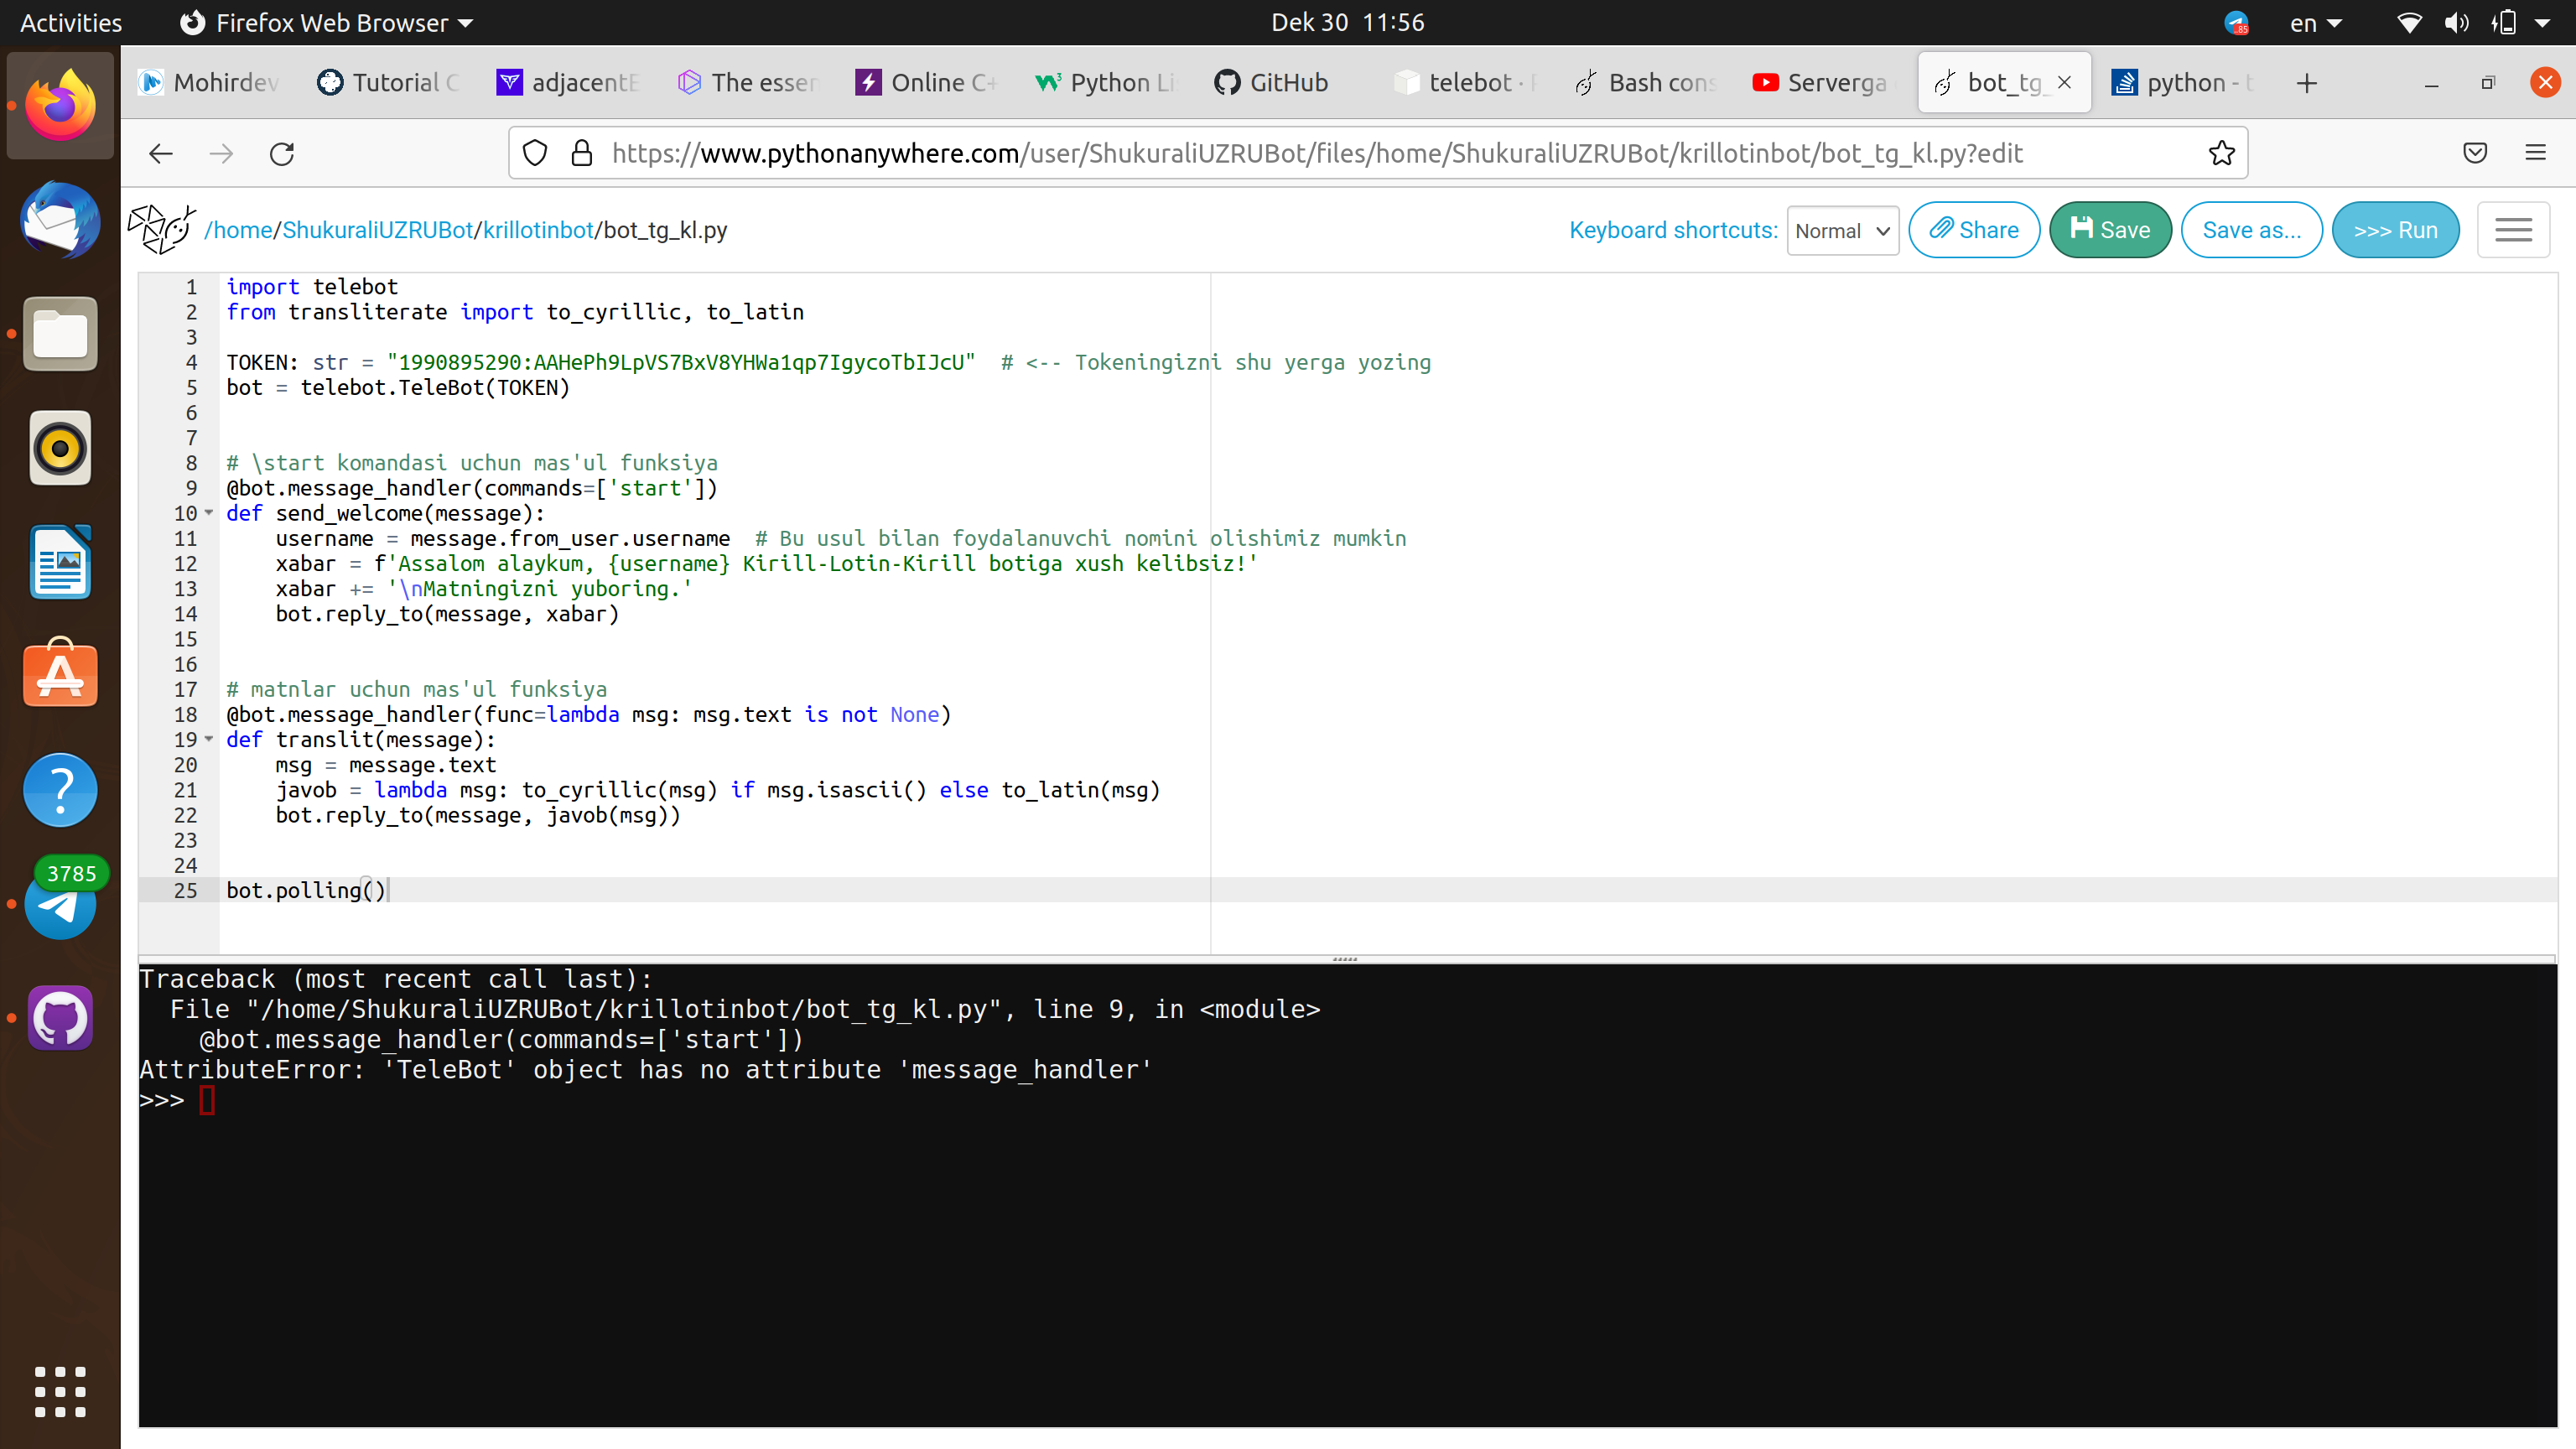 Activities
Firefox Web Browser
Dek 30 11:56
85
en
Mohirdev
Tutorial C
adjacentE
The essen
Online C+
Python Li
GitHub
telebot · P
Bash cons
Serverga
bot_tg_
python - t
https://www.pythonanywhere.com/user/ShukuraliUZRUBot/files/home/ShukuraliUZRUBot/krillotinbot/bot_tg_kl.py?edit
/home/ShukuraliUZRUBot/krillotinbot/bot_tg_kl.py
Keyboard shortcuts: Normal
Share
Save
Save as...
>>> Run
1 import telebot
2 from transliterate import to_cyrillic, to_latin
3
4 TOKEN: str = "1990895290:AAHePh9LpVS7BxV8YHWa1qp7IgycoTbIJcU"  # <-- Tokeningizni shu yerga yozing
5 bot = telebot.TeleBot(TOKEN)
6
7
8 # \start komandasi uchun mas'ul funksiya
9 @bot.message_handler(commands=['start'])
10 def send_welcome(message):
11     username = message.from_user.username  # Bu usul bilan foydalanuvchi nomini olishimiz mumkin
12     xabar = f'Assalom alaykum, {username} Kirill-Lotin-Kirill botiga xush kelibsiz!'
13     xabar += '\nMatningizni yuboring.'
14     bot.reply_to(message, xabar)
15
16
17 # matnlar uchun mas'ul funksiya
18 @bot.message_handler(func=lambda msg: msg.text is not None)
19 def translit(message):
20     msg = message.text
21     javob = lambda msg: to_cyrillic(msg) if msg.isascii() else to_latin(msg)
22     bot.reply_to(message, javob(msg))
23
24
25 bot.polling()
3785
Traceback (most recent call last):
  File "/home/ShukuraliUZRUBot/krillotinbot/bot_tg_kl.py", line 9, in <module>
    @bot.message_handler(commands=['start'])
AttributeError: 'TeleBot' object has no attribute 'message_handler'
>>>